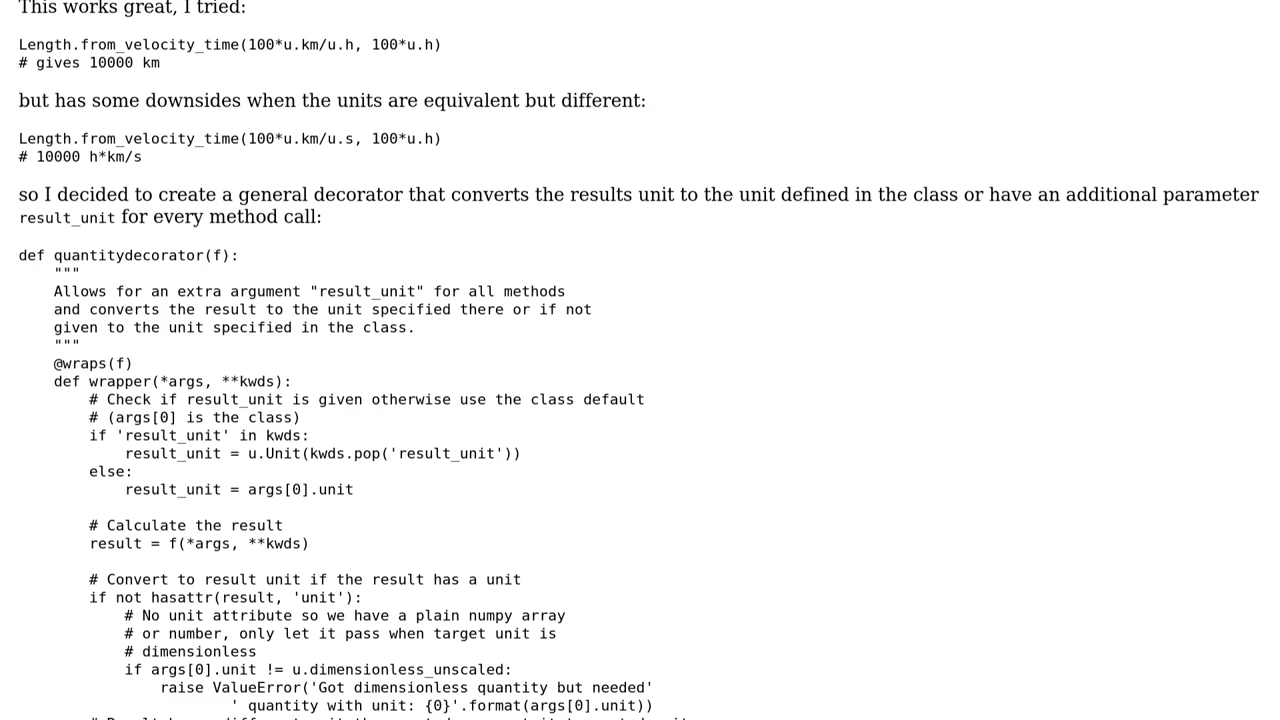 This works great, I tried:
Length.from_velocity_time(100*u.km/u.h, 100*u.h)
# gives 10000 km
but has some downsides when the units are equivalent but different:
Length.from_velocity_time(100*u.km/u.s, 100*u.h)
# 10000 h*km/s
so I decided to create a general decorator that converts the results unit to the unit defined in the class or have an additional parameter
result_unit for every method call:
def quantitydecorator(f):
    """
    Allows for an extra argument "result_unit" for all methods
    and converts the result to the unit specified there or if not
    given to the unit specified in the class.
    """
    @wraps(f)
    def wrapper(*args, **kwds):
        # Check if result_unit is given otherwise use the class default
        # (args[0] is the class)
        if 'result_unit' in kwds:
            result_unit = u.Unit(kwds.pop('result_unit'))
        else:
            result_unit = args[0].unit

        # Calculate the result
        result = f(*args, **kwds)

        # Convert to result unit if the result has a unit
        if not hasattr(result, 'unit'):
            # No unit attribute so we have a plain numpy array
            # or number, only let it pass when target unit is
            # dimensionless
            if args[0].unit != u.dimensionless_unscaled:
                raise ValueError('Got dimensionless quantity but needed'
                        ' quantity with unit: {0}'.format(args[0].unit))